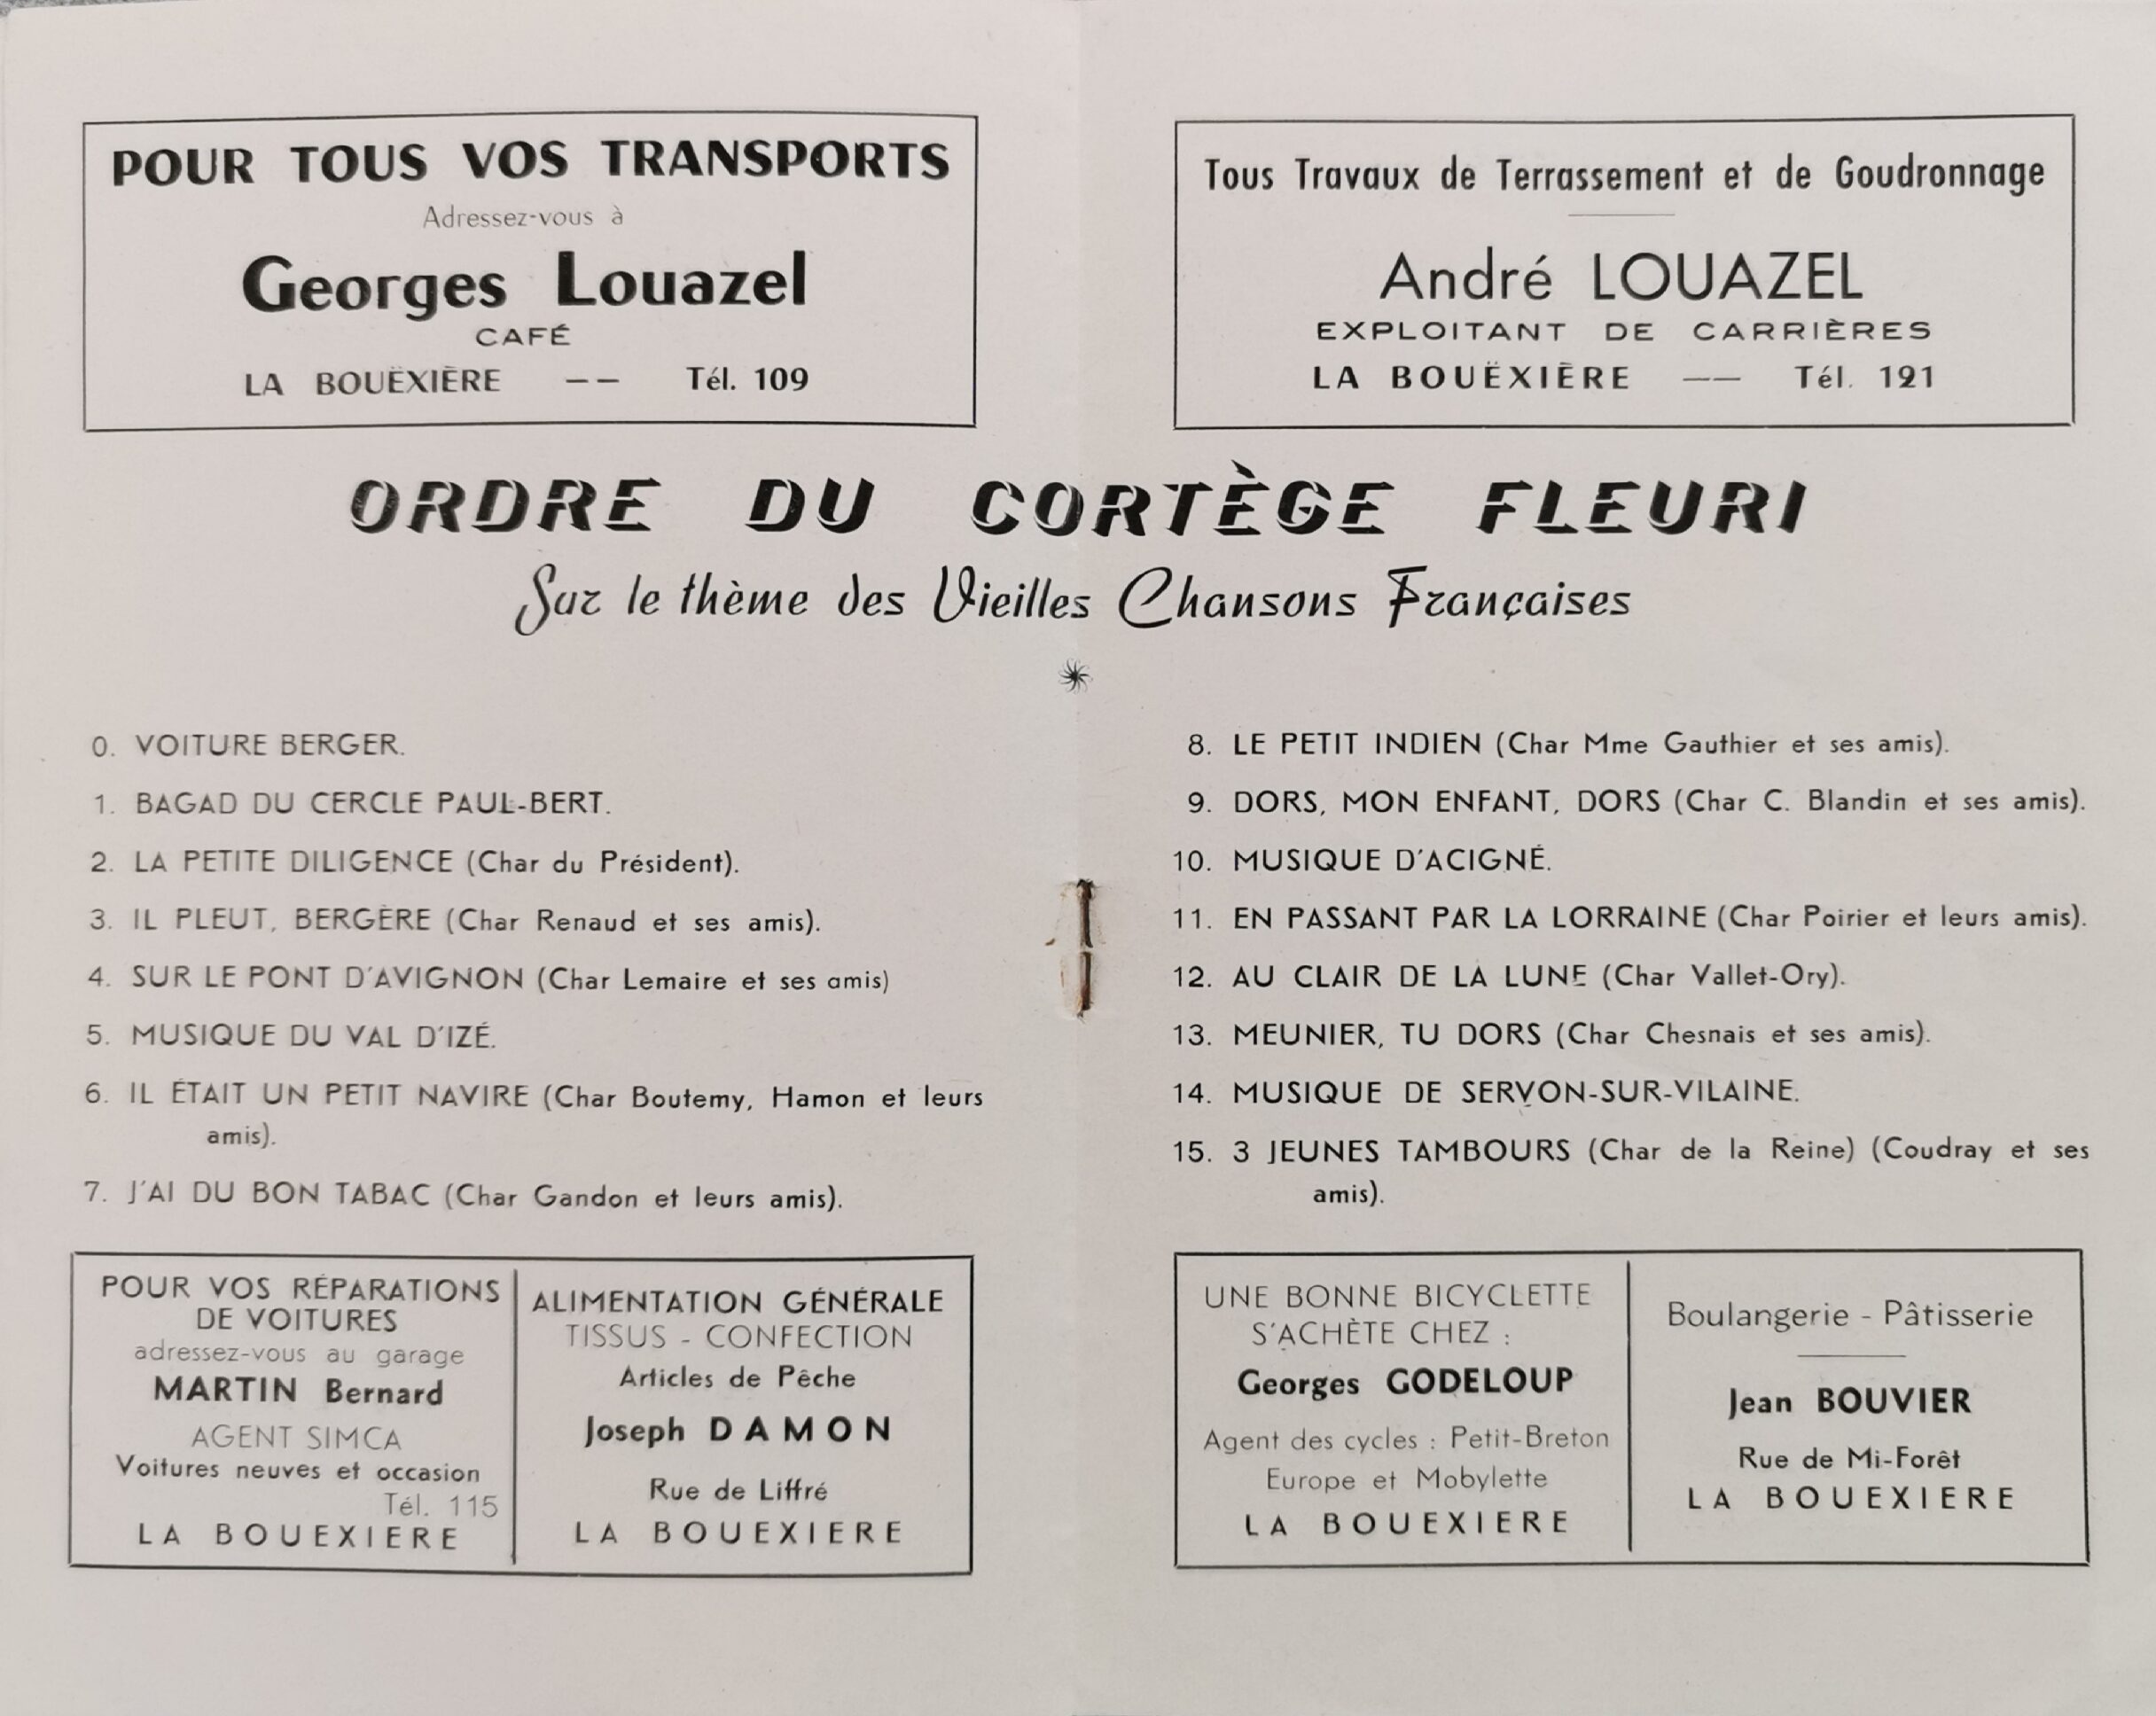 POUR TOUS VOS TRANSPORTS
Adressez-vous à
Georges Louazel
CAFÉ
LA BOUËXIÈRE -- Tél. 109
Tous Travaux de Terrassement et de Goudronnage
André LOUAZEL
EXPLOITANT DE CARRIÈRES
LA BOUËXIÈRE -- Tél. 121
ORDRE DU CORTÈGE FLEURI
Sur le thème des Vieilles Chansons Françaises
0. VOITURE BERGER.
1. BAGAD DU CERCLE PAUL-BERT.
2. LA PETITE DILIGENCE (Char du Président).
3. IL PLEUT, BERGÈRE (Char Renaud et ses amis).
4. SUR LE PONT D'AVIGNON (Char Lemaire et ses amis)
5. MUSIQUE DU VAL D'IZÉ.
6. IL ÉTAIT UN PETIT NAVIRE (Char Boutemy, Hamon et leurs
amis).
7. J'AI DU BON TABAC (Char Gandon et leurs amis).
8. LE PETIT INDIEN (Char Mme Gauthier et ses amis).
9. DORS, MON ENFANT, DORS (Char C. Blandin et ses amis).
10. MUSIQUE D'ACIGNÉ.
11. EN PASSANT PAR LA LORRAINE (Char Poirier et leurs amis).
12. AU CLAIR DE LA LUNE (Char Vallet-Ory).
13. MEUNIER, TU DORS (Char Chesnais et ses amis).
14. MUSIQUE DE SERVON-SUR-VILAINE.
15. 3 JEUNES TAMBOURS (Char de la Reine) (Coudray et ses
amis).
POUR VOS RÉPARATIONS
DE VOITURES
adressez-vous au garage
MARTIN Bernard
AGENT SIMCA
Voitures neuves et occasion
Tél. 115
LA BOUEXIERE
ALIMENTATION GÉNÉRALE
TISSUS - CONFECTION
Articles de Pêche
Joseph DAMON
Rue de Liffré
LA BOUEXIERE
UNE BONNE BICYCLETTE
S'ACHÈTE CHEZ :
Georges GODELOUP
Agent des cycles : Petit-Breton
Europe et Mobylette
LA BOUEXIERE
Boulangerie - Pâtisserie
Jean BOUVIER
Rue de Mi-Forêt
LA BOUEXIERE